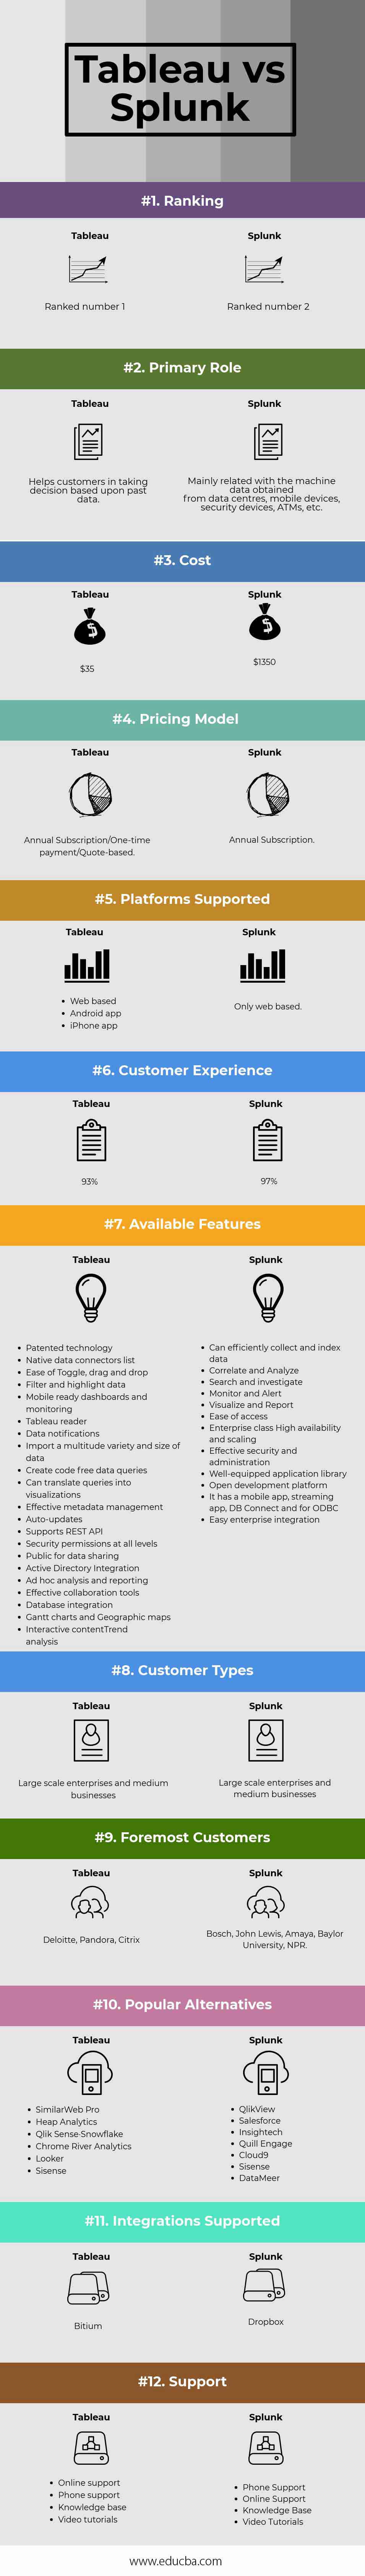 Tableau vs
Splunk
#1. Ranking
Tableau
Splunk
Ranked number 1
Ranked number 2
#2. Primary Role
Tableau
Splunk
Helps customers in taking
decision based upon past
data.
Mainly related with the machine
data obtained
from data centres, mobile devices,
security devices, ATMs, etc.
#3. Cost
Tableau
Splunk
$
$
$35
$1350
#4. Pricing Model
Tableau
Splunk
Annual Subscription/One-time
payment/Quote-based.
Annual Subscription.
#5. Platforms Supported
Tableau
Splunk
• Web based
• Android app
• iPhone app
Only web based.
#6. Customer Experience
Tableau
Splunk
93%
97%
#7. Available Features
Tableau
Splunk
• Patented technology
• Native data connectors list
• Ease of Toggle, drag and drop
• Filter and highlight data
• Mobile ready dashboards and
monitoring
• Tableau reader
• Data notifications
• Import a multitude variety and size of
data
• Create code free data queries
• Can translate queries into
visualizations
• Effective metadata management
• Auto-updates
• Supports REST API
• Security permissions at all levels
• Public for data sharing
• Active Directory Integration
• Ad hoc analysis and reporting
• Effective collaboration tools
• Database integration
• Gantt charts and Geographic maps
• Interactive contentTrend
analysis
• Can efficiently collect and index
data
• Correlate and Analyze
• Search and investigate
• Monitor and Alert
• Visualize and Report
• Ease of access
• Enterprise class High availability
and scaling
• Effective security and
administration
• Well-equipped application library
• Open development platform
• It has a mobile app, streaming
app, DB Connect and for ODBC
• Easy enterprise integration
#8. Customer Types
Tableau
Splunk
Large scale enterprises and medium
businesses
Large scale enterprises and
medium businesses
#9. Foremost Customers
Tableau
Splunk
Deloitte, Pandora, Citrix
Bosch, John Lewis, Amaya, Baylor
University, NPR.
#10. Popular Alternatives
Tableau
Splunk
• SimilarWeb Pro
• Heap Analytics
• Qlik Sense·Snowflake
• Chrome River Analytics
• Looker
• Sisense
• QlikView
• Salesforce
• Insightech
• Quill Engage
• Cloud9
• Sisense
• DataMeer
#11. Integrations Supported
Tableau
Splunk
Bitium
Dropbox
#12. Support
Tableau
Splunk
• Online support
• Phone support
• Knowledge base
• Video tutorials
• Phone Support
• Online Support
• Knowledge Base
• Video Tutorials
www.educba.com